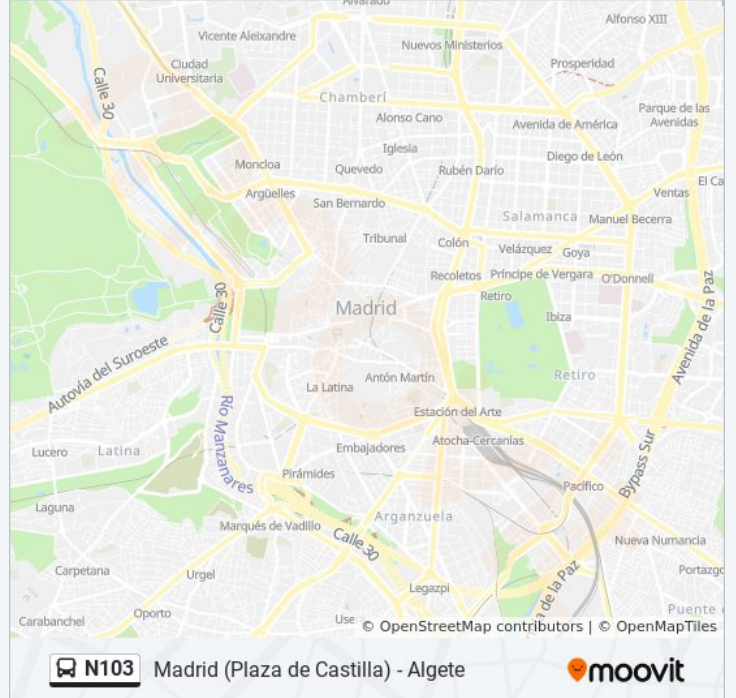 Alvarado
Alfonso XIII
Vicente Aleixandre
Nuevos Ministerios
Ciudad
Universitaria
Prosperidad
Calle 30
Chamberí
Parque de las
Avenidas
Alonso Cano
Avenida de América
Iglesia
Diego de León
Moncloa
Quevedo
Rubén Darío
El Ca
Argüelles
Ventas
San Bernardo
Salamanca
Manuel Becerra
Tribunal
Colón
Velázquez
Goya
Recoletos
Príncipe de Vergara
O'Donnell
Calle 30
Retiro
Madrid
Ibiza
Avenida de la Paz
Autovía del Suroeste
Antón Martín
Retiro
La Latina
Estación del Arte
Río Manzanares
Atocha-Cercanías
Embajadores
Lucero
Latina
Bypass Sur
Pirámides
Pacífico
Laguna
Arganzuela
Marqués de Vadillo
Calle 30
Nueva Numancia
Carpetana
Urgel
Portazgo
Legazpi
a de la Paz
Puente
Carabanchel
Oporto
Use
© OpenStreetMap contributors | © OpenMapTiles
N103
Madrid (Plaza de Castilla) - Algete
moovit